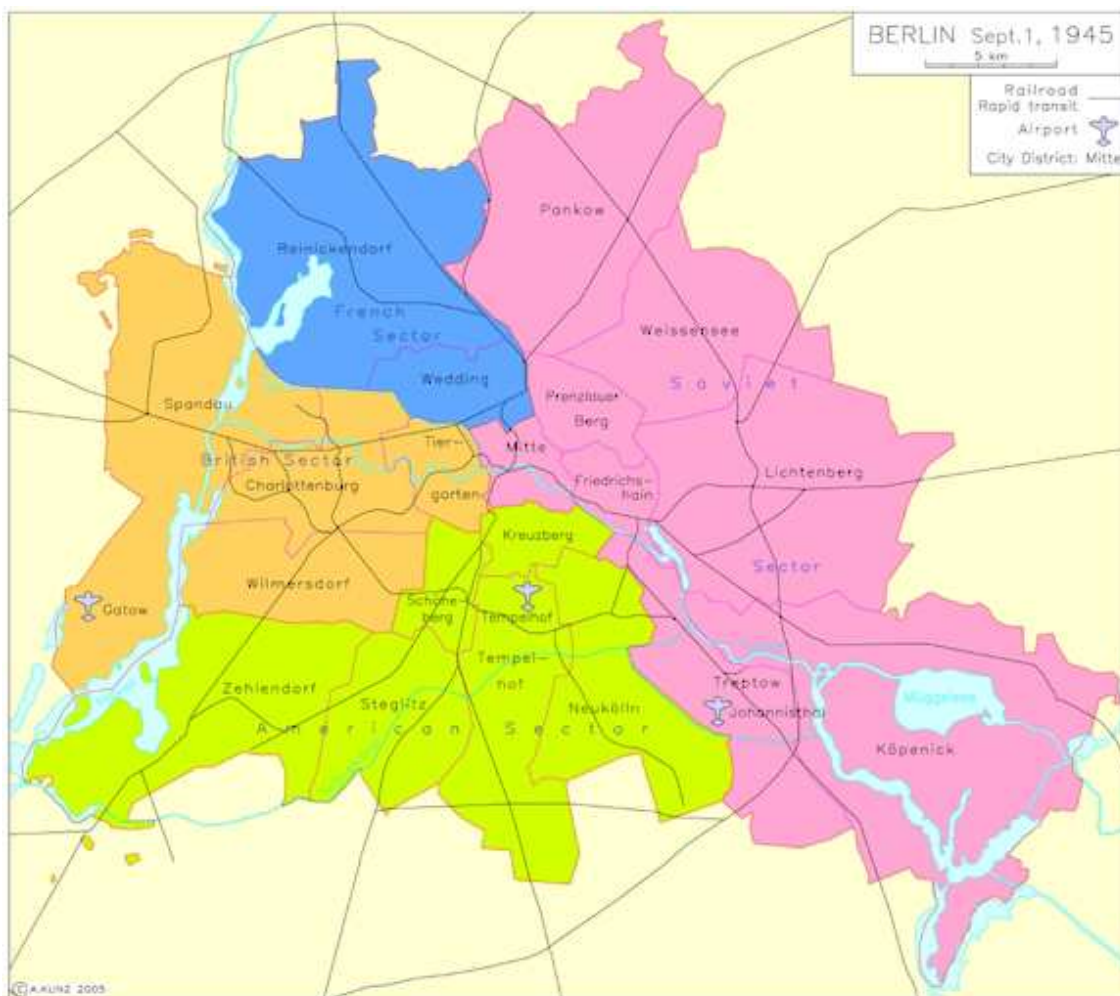 BERLIN Sept.1, 1945
5 km
Railroad
Rapid transit
Airport
City District: Mitte
Pankow
Reinickendorf
French
Sector
Weissensee
Wedding
Soviet
Prenzlauer
Berg
Spandau
Tier-
Mitte
British Sector
Lichtenberg
Charlottenburg
Friedrichs-
hain
garten
Kreuzberg
Sector
Wilmersdorf
Gatow
Schöne-
berg
Tempelhof
Tempel-
hof
Zehlendorf
Steglitz
Neukölln
American Sector
Treptow
Johannisthal
Müggelsee
Köpenick
© A.KUNZ 2005